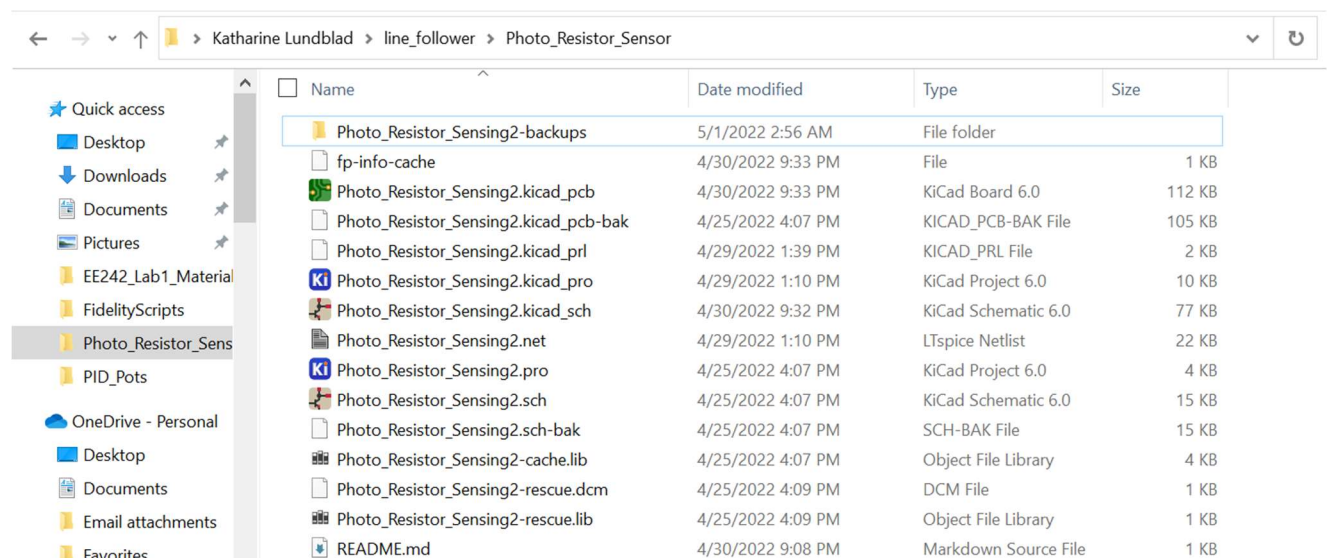 Katharine Lundblad > line_follower > Photo_Resistor_Sensor
Name Date modified Type Size
Quick access
Desktop
Downloads
Documents
Pictures
EE242_Lab1_Material
FidelityScripts
Photo_Resistor_Sens
PID_Pots
OneDrive - Personal
Desktop
Documents
Email attachments
Favorites
Photo_Resistor_Sensing2-backups 5/1/2022 2:56 AM File folder
fp-info-cache 4/30/2022 9:33 PM File 1 KB
Photo_Resistor_Sensing2.kicad_pcb 4/30/2022 9:33 PM KiCad Board 6.0 112 KB
Photo_Resistor_Sensing2.kicad_pcb-bak 4/25/2022 4:07 PM KICAD_PCB-BAK File 105 KB
Photo_Resistor_Sensing2.kicad_prl 4/29/2022 1:39 PM KICAD_PRL File 2 KB
Photo_Resistor_Sensing2.kicad_pro 4/29/2022 1:10 PM KiCad Project 6.0 10 KB
Photo_Resistor_Sensing2.kicad_sch 4/30/2022 9:32 PM KiCad Schematic 6.0 77 KB
Photo_Resistor_Sensing2.net 4/29/2022 1:10 PM LTspice Netlist 22 KB
Photo_Resistor_Sensing2.pro 4/25/2022 4:07 PM KiCad Project 6.0 4 KB
Photo_Resistor_Sensing2.sch 4/25/2022 4:07 PM KiCad Schematic 6.0 15 KB
Photo_Resistor_Sensing2.sch-bak 4/25/2022 4:07 PM SCH-BAK File 15 KB
Photo_Resistor_Sensing2-cache.lib 4/25/2022 4:07 PM Object File Library 4 KB
Photo_Resistor_Sensing2-rescue.dcm 4/25/2022 4:09 PM DCM File 1 KB
Photo_Resistor_Sensing2-rescue.lib 4/25/2022 4:09 PM Object File Library 1 KB
README.md 4/30/2022 9:08 PM Markdown Source File 1 KB